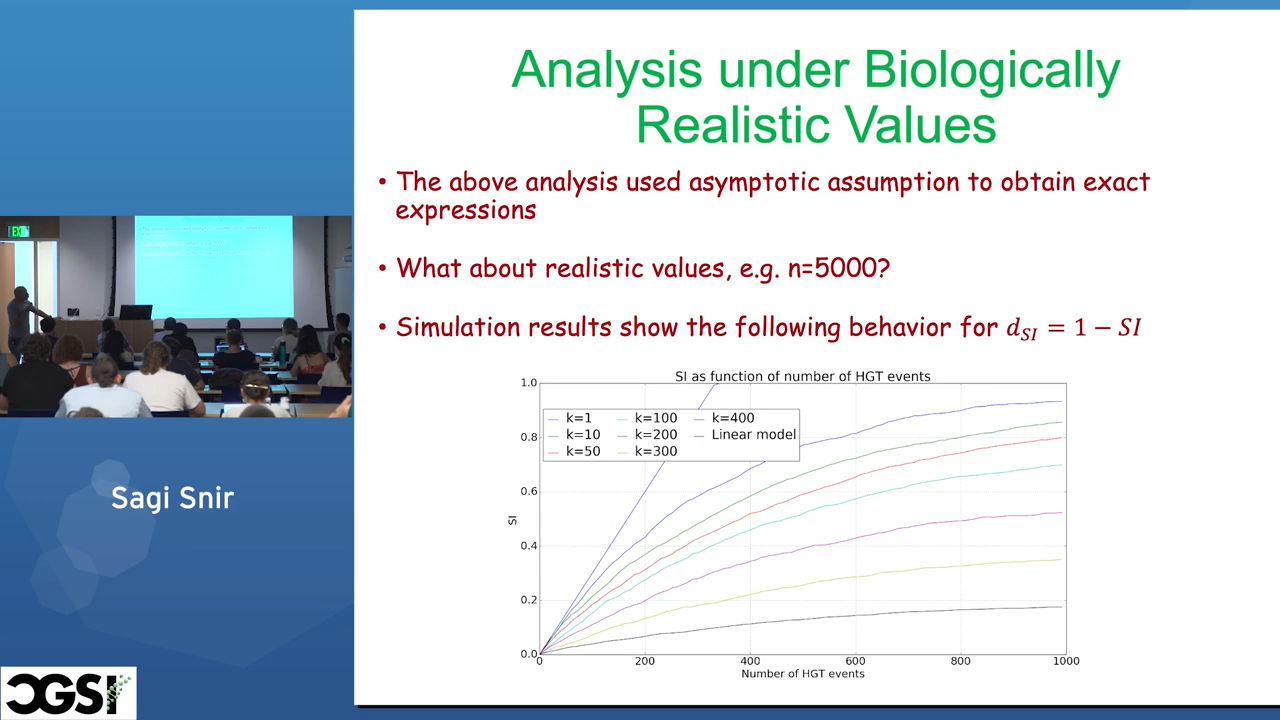 Analysis under Biologically
Realistic Values
• The above analysis used asymptotic assumption to obtain exact
expressions
• What about realistic values, e.g. n=5000?
• Simulation results show the following behavior for d_SI = 1 − SI
SI as function of number of HGT events
k=1 k=100 k=400
k=10 k=200 Linear model
k=50 k=300
1.0
0.8
0.6
0.4
0.2
0.0
SI
0 200 400 600 800 1000
Number of HGT events
Sagi Snir
CGSI